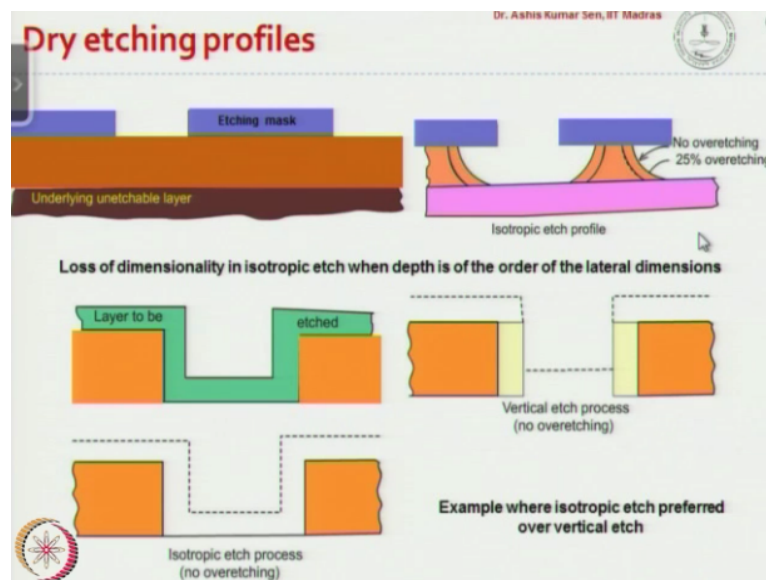 Dr. Ashis Kumar Sen, IIT Madras
Dry etching profiles
Etching mask
No overetching
25% overetching
Underlying unetchable layer
Isotropic etch profile
Loss of dimensionality in isotropic etch when depth is of the order of the lateral dimensions
Layer to be etched
Vertical etch process
(no overetching)
Isotropic etch process
(no overetching)
Example where isotropic etch preferred
over vertical etch